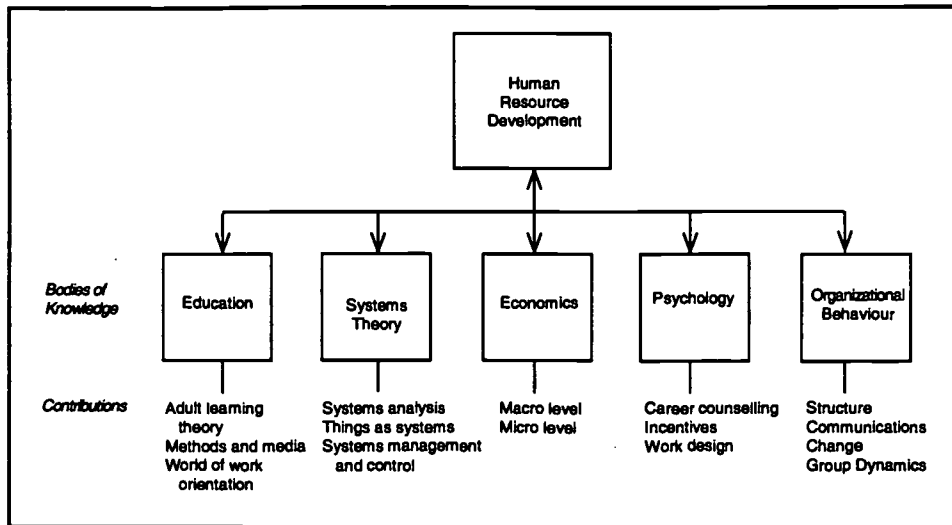 Human
Resource
Development
Bodies of
Knowledge
Education
Systems
Theory
Economics
Psychology
Organizational
Behaviour
Contributions
Adult learning
theory
Methods and media
World of work
orientation
Systems analysis
Things as systems
Systems management
and control
Macro level
Micro level
Career counselling
Incentives
Work design
Structure
Communications
Change
Group Dynamics